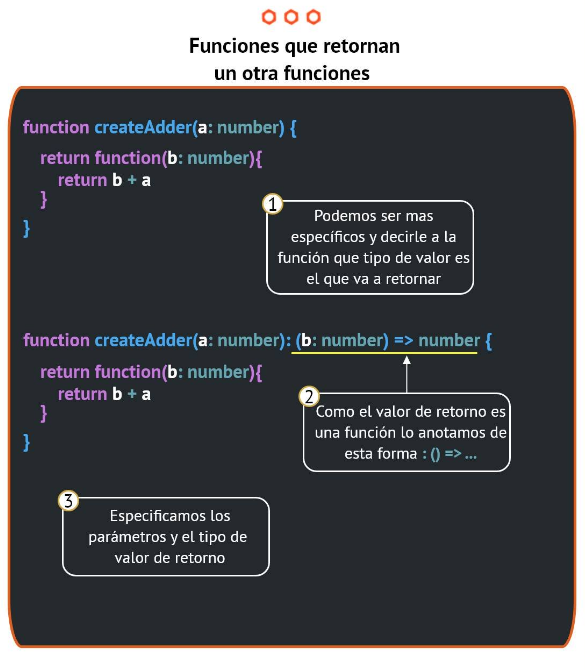 Funciones que retornan
un otra funciones
function createAdder(a: number) {
return function(b: number){
return b + a
}
}
1
Podemos ser mas
específicos y decirle a la
función que tipo de valor es
el que va a retornar
function createAdder(a: number): (b: number) => number {
return function(b: number){
return b + a
}
}
2
Como el valor de retorno es
una función lo anotamos de
esta forma : () => ...
3
Especificamos los
parámetros y el tipo de
valor de retorno